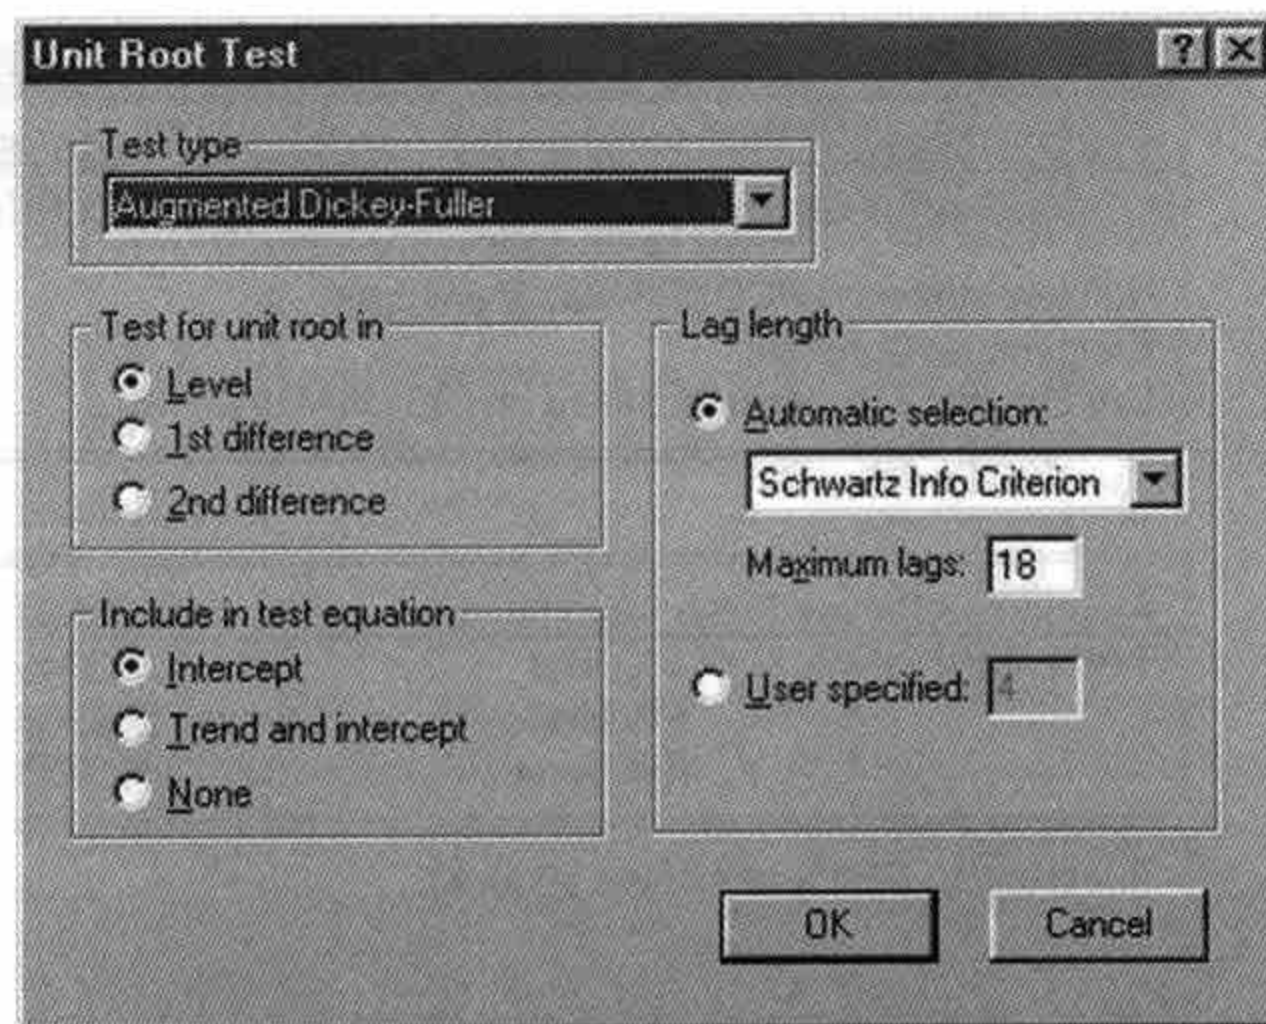 Unit Root Test
Test type
Augmented Dickey-Fuller
Test for unit root in
Level
1st difference
2nd difference
Include in test equation
Intercept
Trend and intercept
None
Lag length
Automatic selection:
Schwartz Info Criterion
Maximum lags: 18
User specified: 4
OK
Cancel